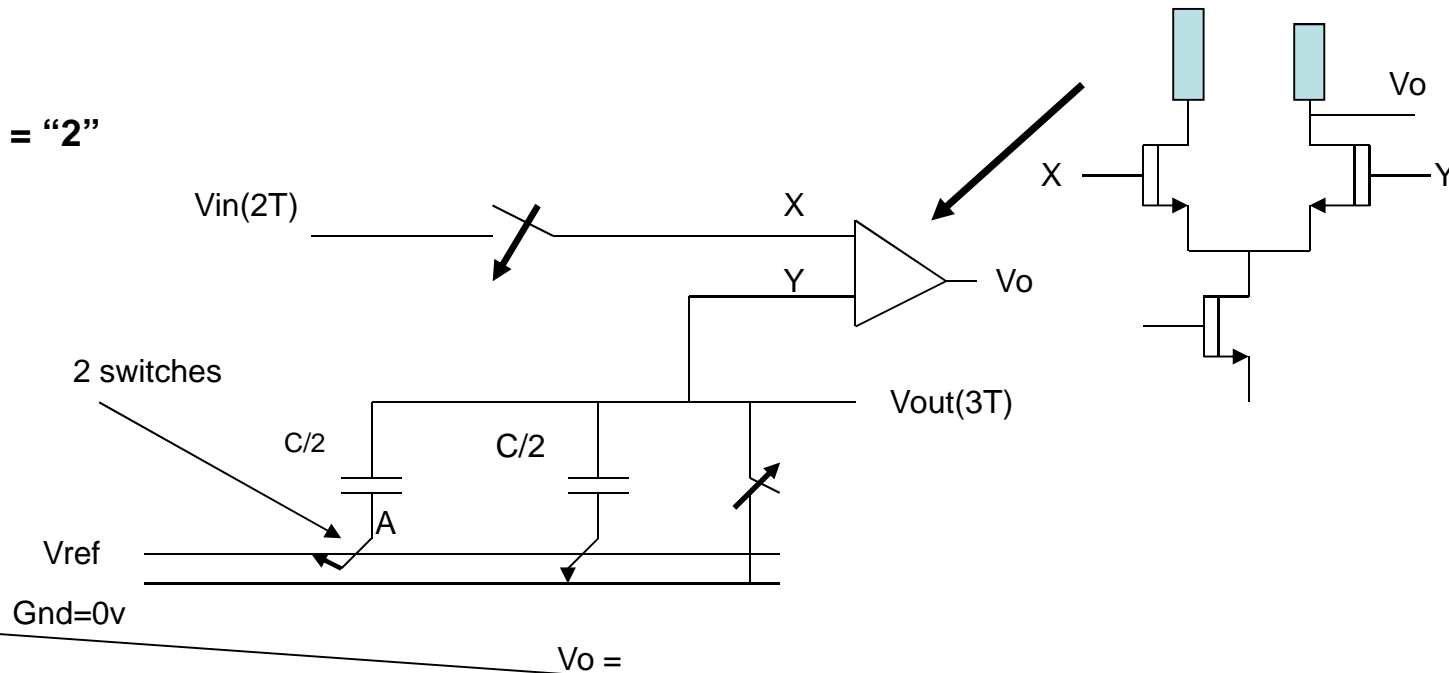 Vo
= “2”
X
Y
Vin(2T)
X
Y
Vo
2 switches
Vout(3T)
C/2
C/2
A
Vref
Gnd=0v
Vo =